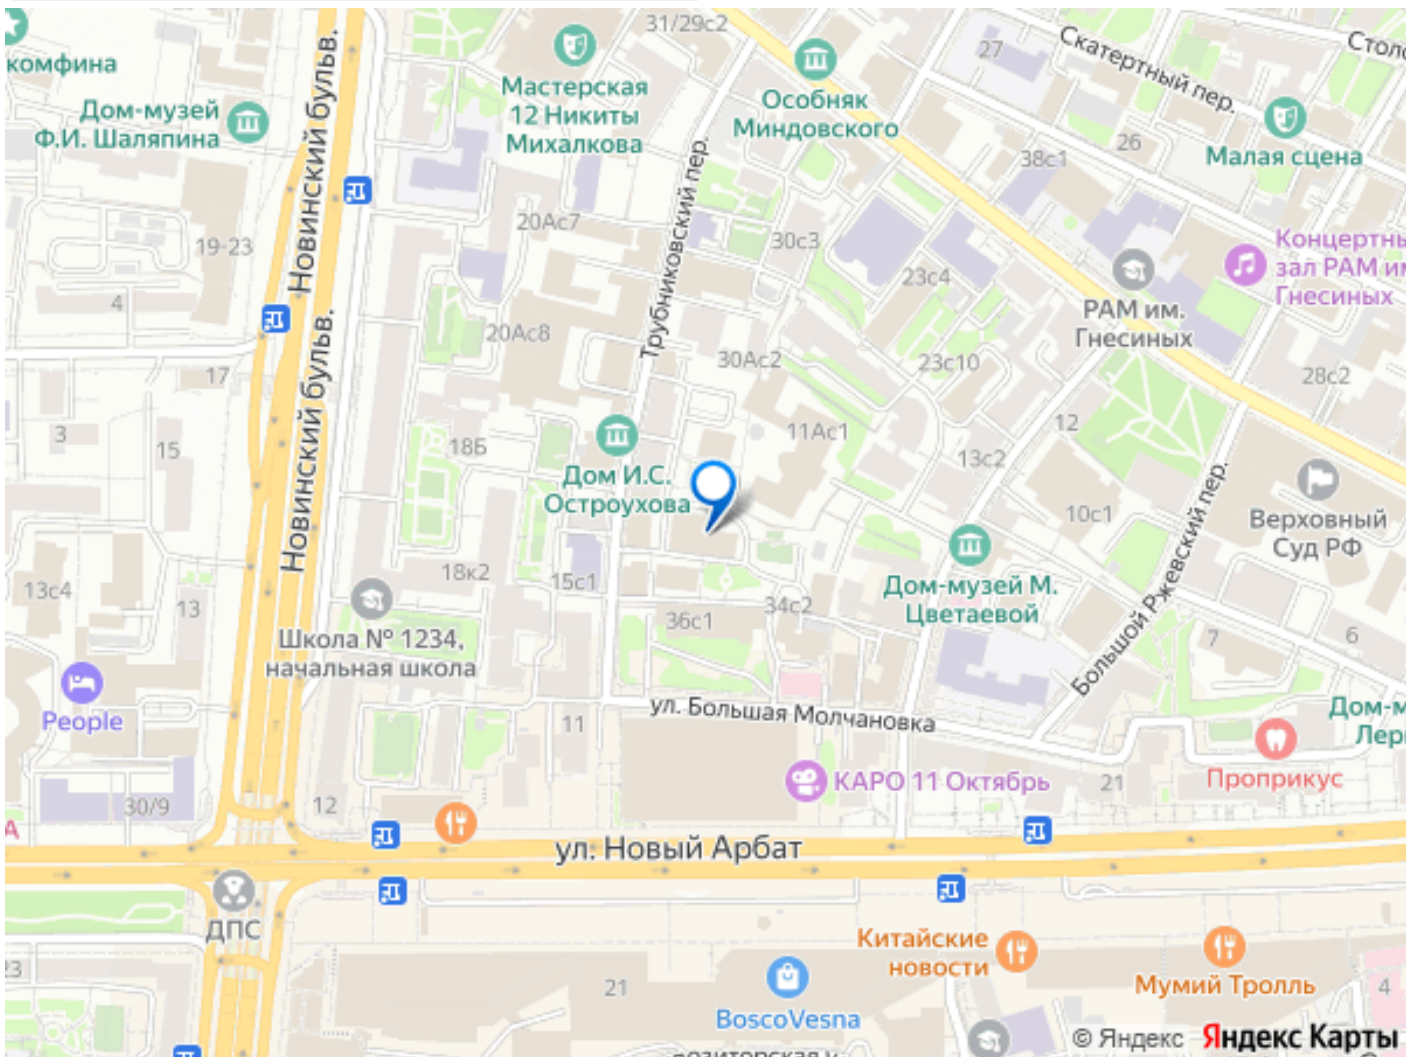 31/29с2
Скатертный пер.
27
Столо
комфина
Дом-музей
Ф.И. Шаляпина
Мастерская
12 Никиты
Михалкова
Особняк
Миндовского
26
38с1
Малая сцена
Новинский бульв.
Трубниковский пер.
20Ас7
19-23
30с3
23с4
Концертны
зал РАМ им
Гнесиных
4
РАМ им.
Гнесиных
20Ас8
30Ас2
23с10
17
28с2
Новинский бульв.
3
15
18Б
11Ас1
12
13с2
Дом И.С.
Остроухова
10с1
Верховный
Суд РФ
Большой Ржевский пер.
13с4
13
18к2
15с1
Дом-музей М.
Цветаевой
34с2
36с1
7
6
Школа № 1234,
начальная школа
People
11
ул. Большая Молчановка
Дом-м
Лер
КАРО 11 Октябрь
21
Проприкус
30/9
12
А
ул. Новый Арбат
ДПС
Китайские
новости
23
21
Мумий Тролль
4
BoscoVesna
© Яндекс Яндекс Карты